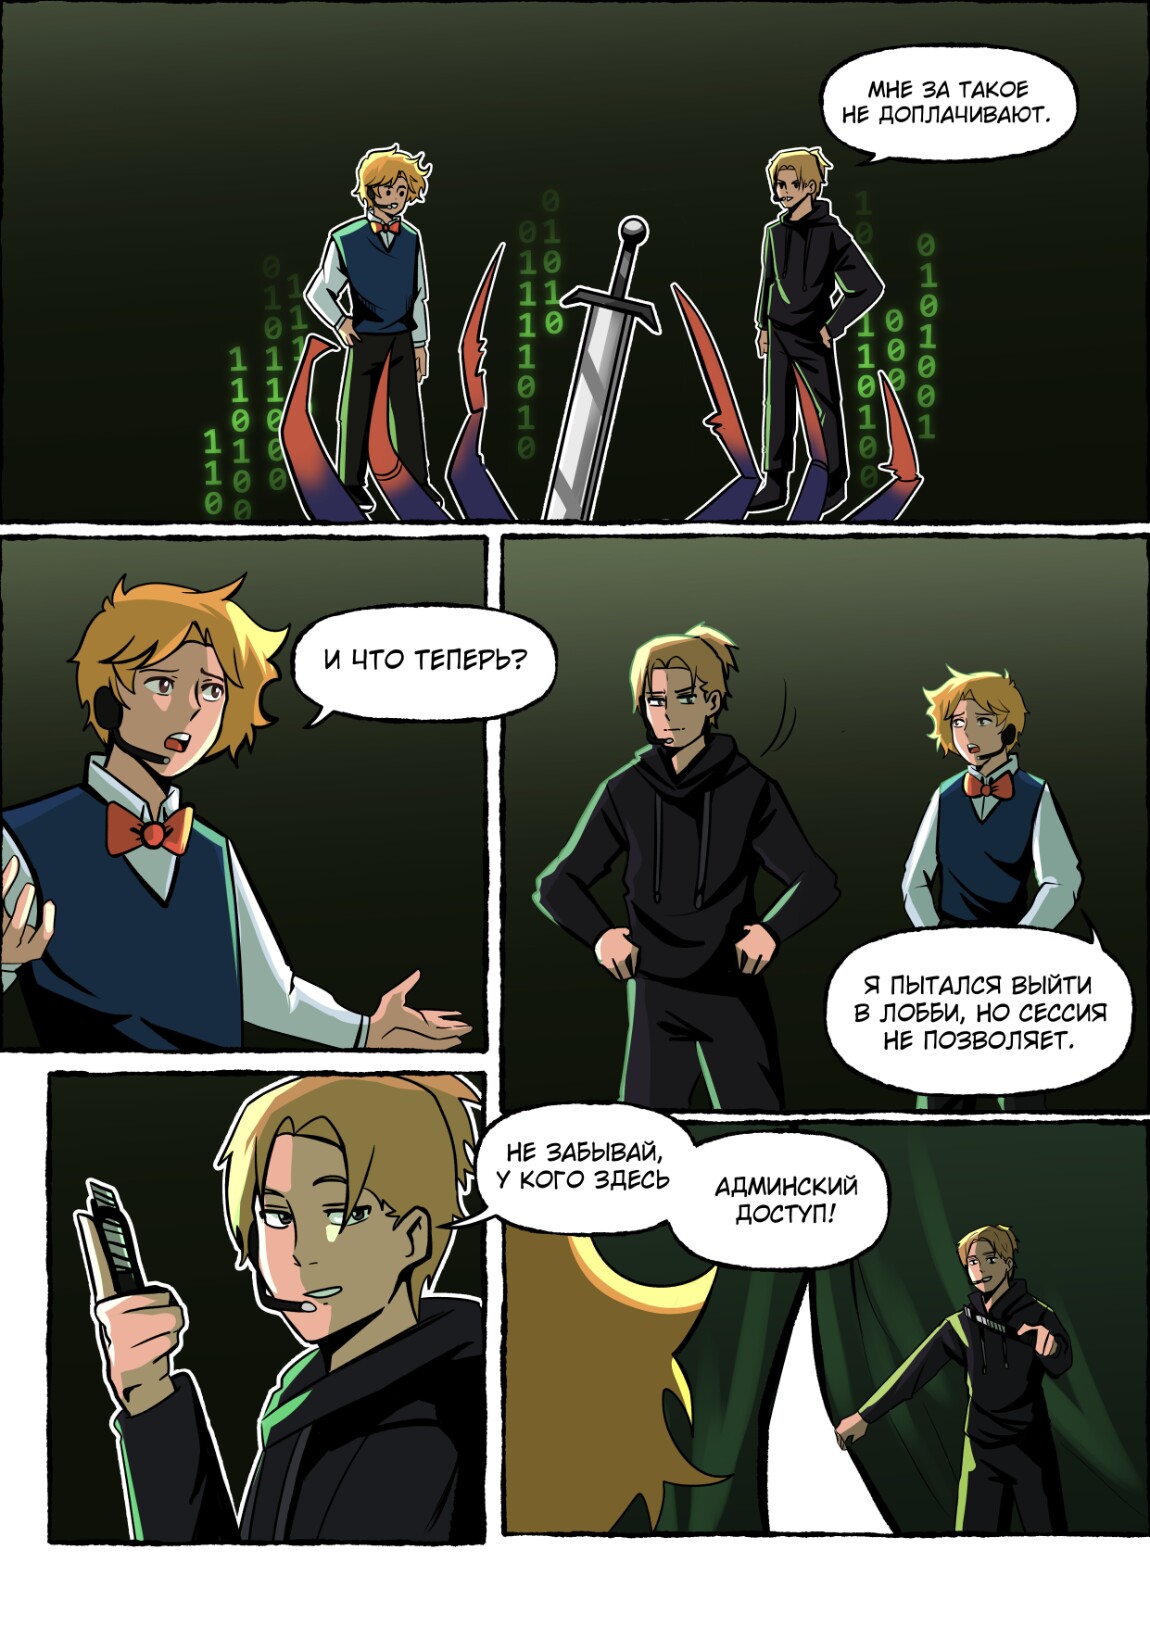 МНЕ ЗА ТАКОЕ
НЕ ДОПЛАЧИВАЮТ.
И ЧТО ТЕПЕРЬ?
Я ПЫТАЛСЯ ВЫЙТИ
В ЛОББИ, НО СЕССИЯ
НЕ ПОЗВОЛЯЕТ.
НЕ ЗАБЫВАЙ,
У КОГО ЗДЕСЬ
АДМИНСКИЙ
ДОСТУП!